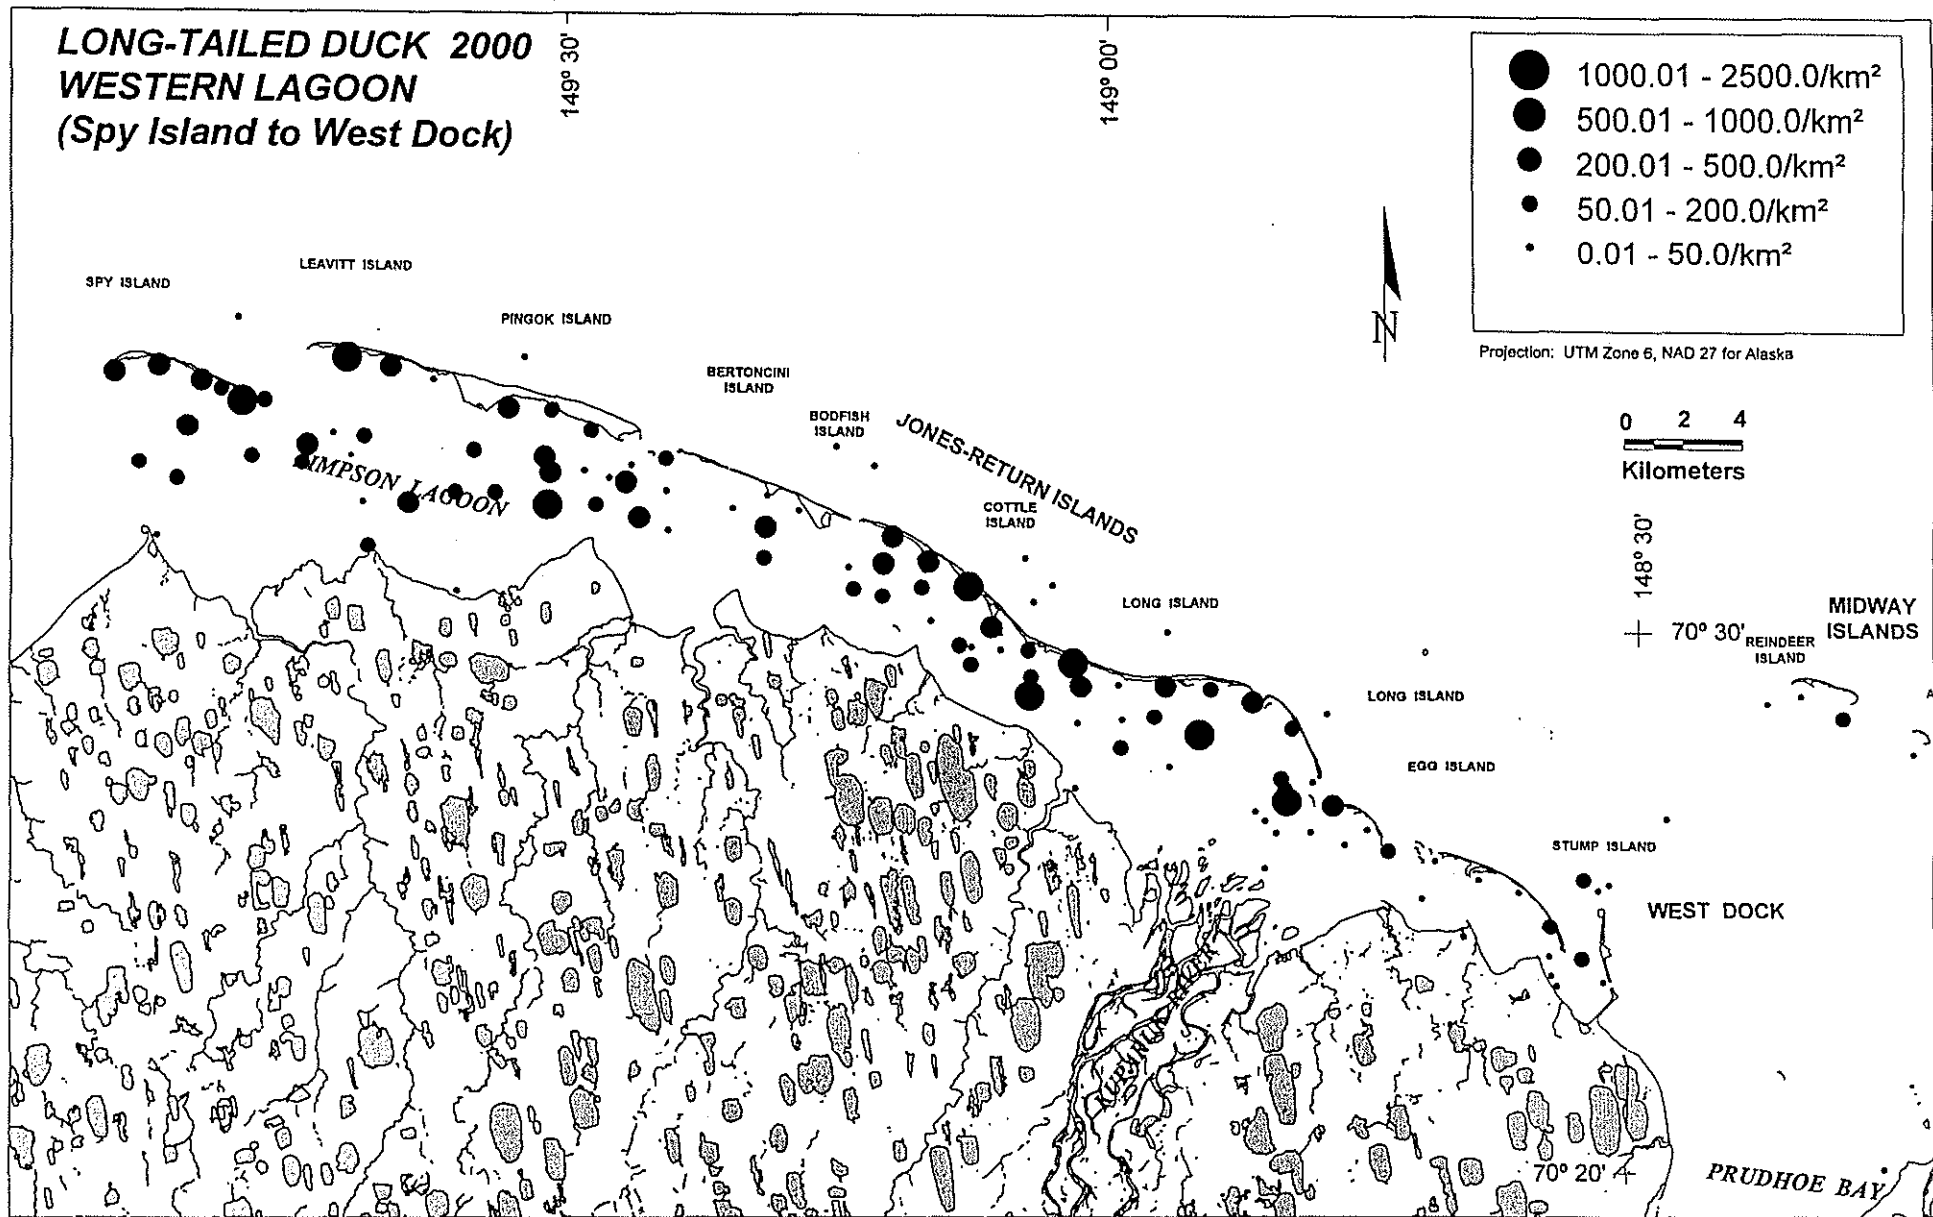 LONG-TAILED DUCK 2000
WESTERN LAGOON
(Spy Island to West Dock)
149° 30'
149° 00'
1000.01 - 2500.0/km²
500.01 - 1000.0/km²
200.01 - 500.0/km²
50.01 - 200.0/km²
0.01 - 50.0/km²
Projection: UTM Zone 6, NAD 27 for Alaska
N
0 2 4
Kilometers
SPY ISLAND
LEAVITT ISLAND
PINGOK ISLAND
BERTONCINI
ISLAND
BODFISH
ISLAND
JONES-RETURN ISLANDS
COTTLE
ISLAND
SIMPSON LAGOON
LONG ISLAND
148° 30'
70° 30'
MIDWAY
ISLANDS
REINDEER
ISLAND
A
LONG ISLAND
EGG ISLAND
STUMP ISLAND
WEST DOCK
KUPARUK RIVER
70° 20'
PRUDHOE BAY